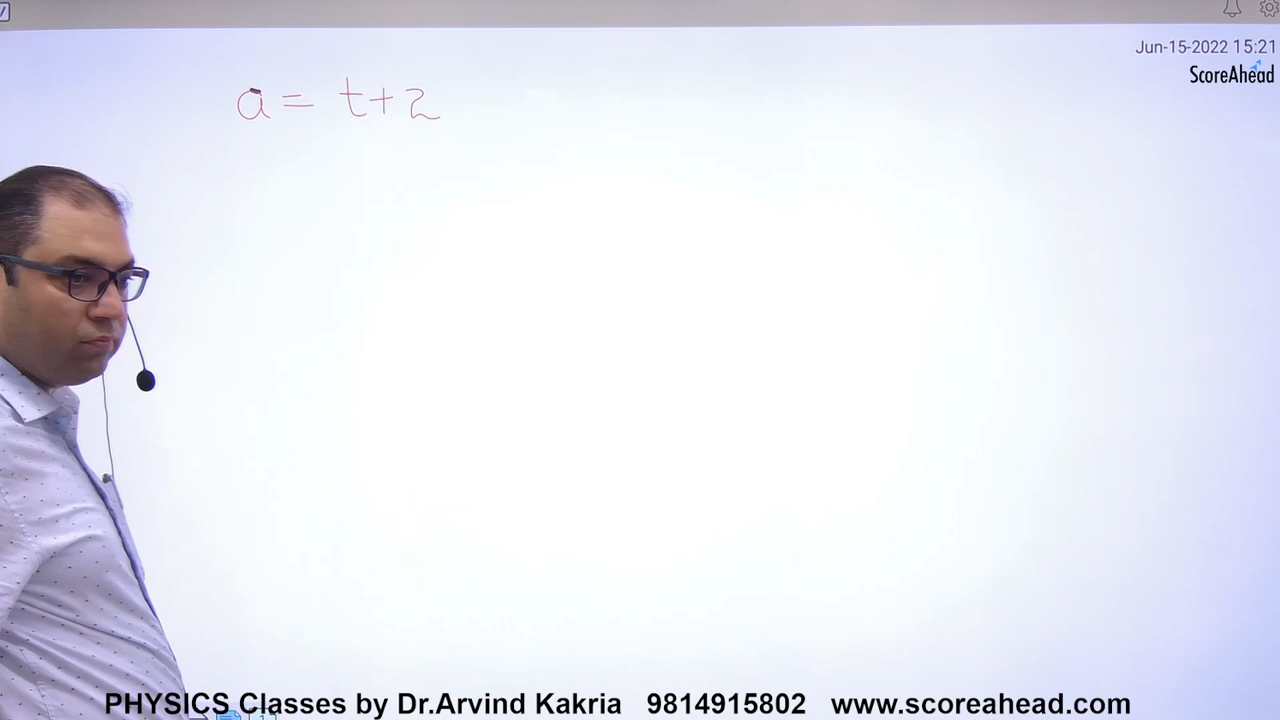 Jun-15-2022 15:21
ScoreAhead
a = t+2
PHYSICS Classes by Dr.Arvind Kakria 9814915802 www.scoreahead.com